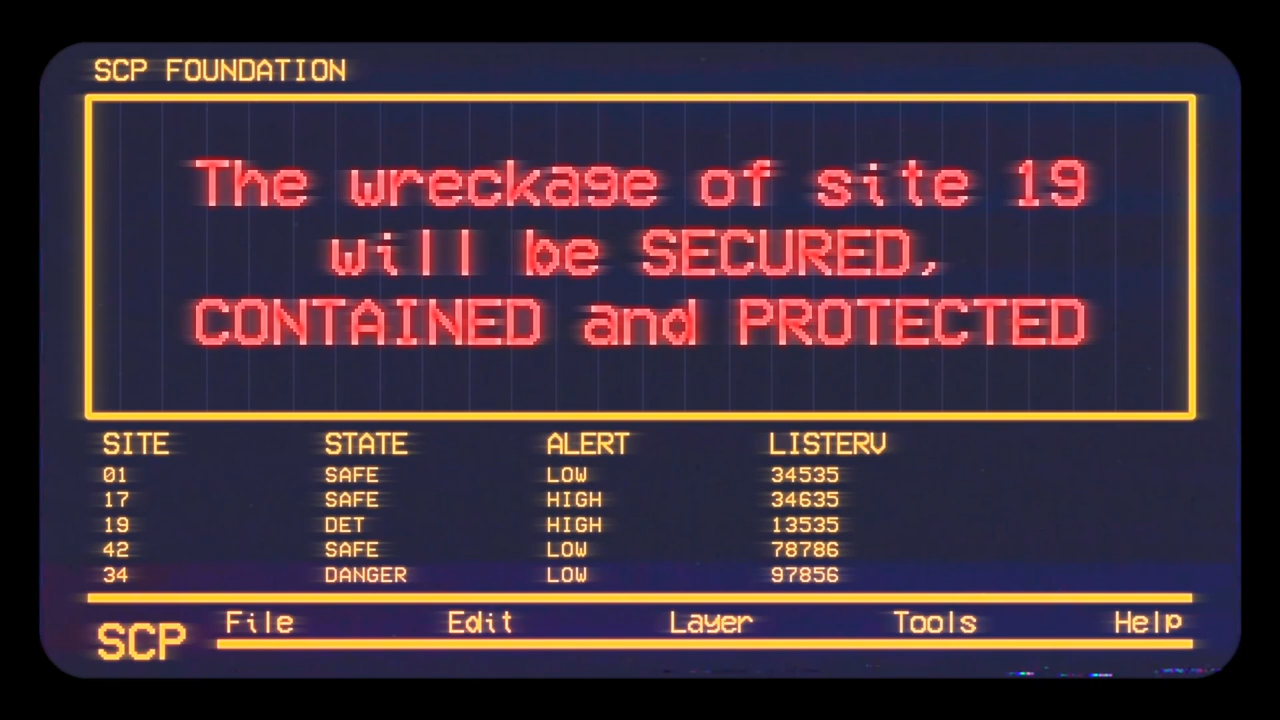 SCP FOUNDATION
The wreckage of site 19
will be SECURED,
CONTAINED and PROTECTED
SITE STATE ALERT LISTERV
01 SAFE LOW 34535
17 SAFE HIGH 34635
19 DET HIGH 13535
42 SAFE LOW 78786
34 DANGER LOW 97856
File Edit Layer Tools Help
SCP